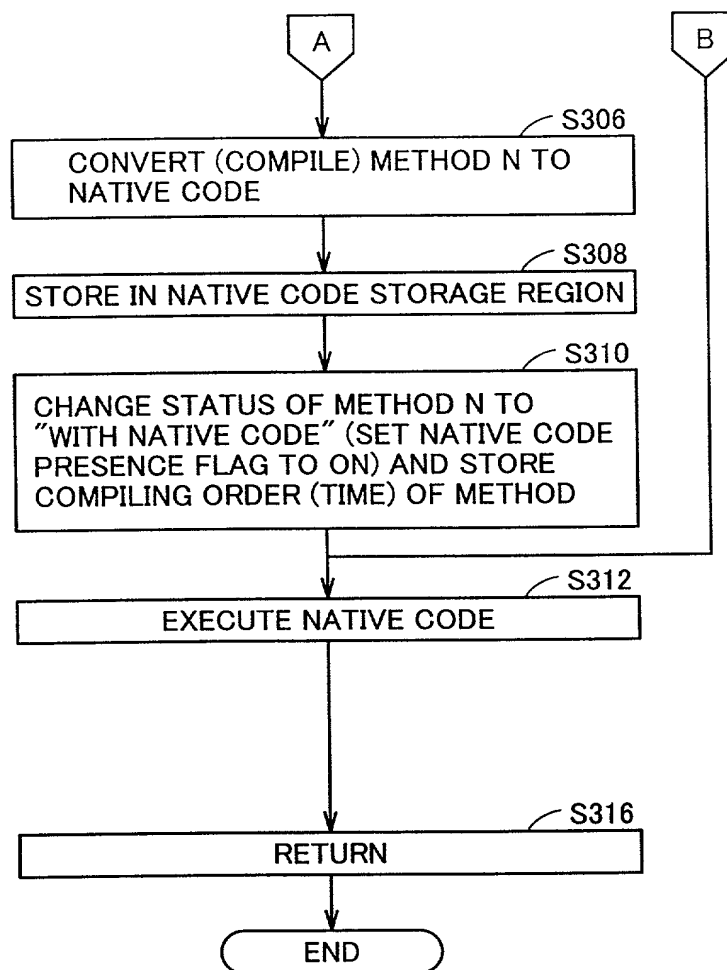 A
B
S306
CONVERT (COMPILE) METHOD N TO
NATIVE CODE
S308
STORE IN NATIVE CODE STORAGE REGION
S310
CHANGE STATUS OF METHOD N TO
"WITH NATIVE CODE" (SET NATIVE CODE
PRESENCE FLAG TO ON) AND STORE
COMPILING ORDER (TIME) OF METHOD
S312
EXECUTE NATIVE CODE
S316
RETURN
END